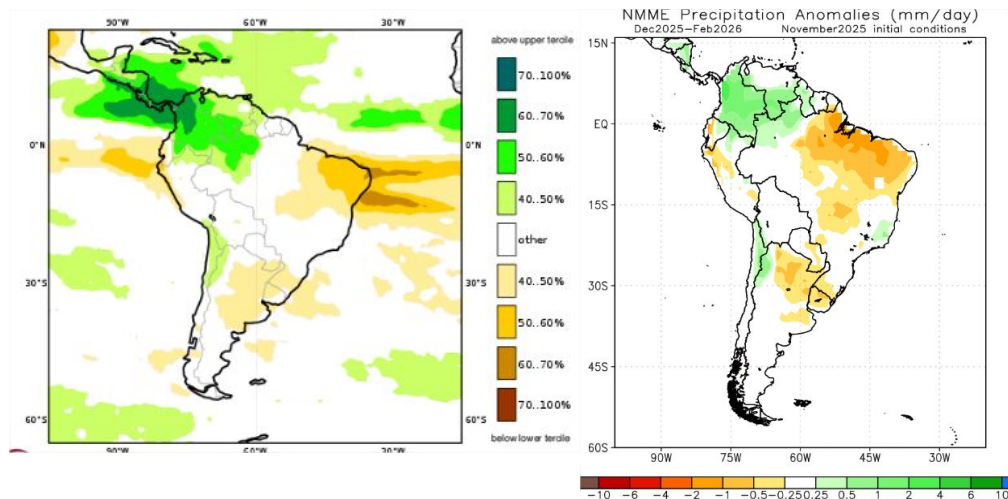 90°W 60°W 30°W
0°N 0°N
30°S 30°S
60°S 60°S
90°W 60°W 30°W
above upper tercile
70..100%
60..70%
50..60%
40..50%
other
40..50%
50..60%
60..70%
70..100%
below lower tercile
NMME Precipitation Anomalies (mm/day)
Dec2025-Feb2026 November2025 initial conditions
15N
EQ
15S
30S
45S
60S
90W 75W 60W 45W 30W
-10 -6 -4 -2 -1 -0.5 -0.25 0.25 0.5 1 2 4 6 10